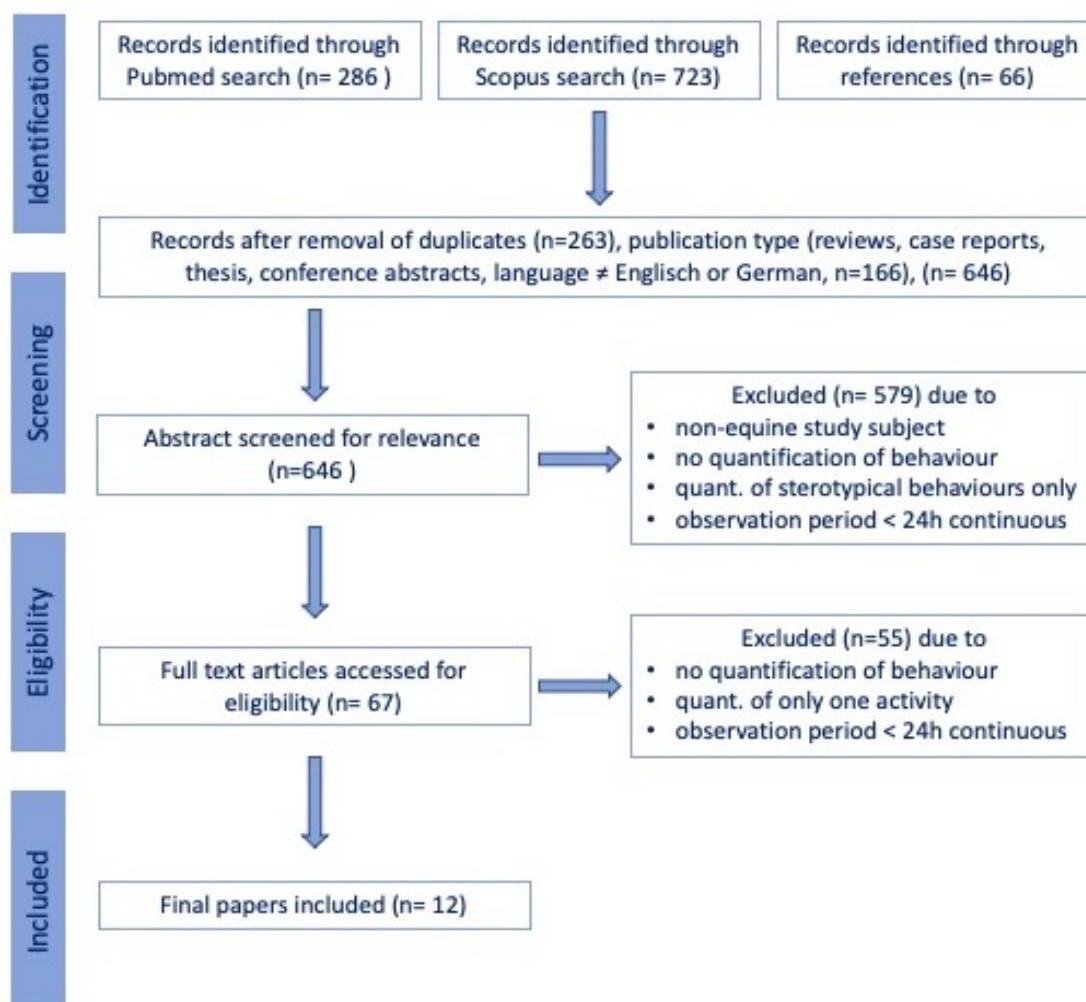 Identification
Records identified through
Pubmed search (n= 286 )
Records identified through
Scopus search (n= 723)
Records identified through
references (n= 66)
Records after removal of duplicates (n=263), publication type (reviews, case reports,
thesis, conference abstracts, language ≠ Englisch or German, n=166), (n= 646)
Screening
Abstract screened for relevance
(n=646 )
Excluded (n= 579) due to
• non-equine study subject
• no quantification of behaviour
• quant. of sterotypical behaviours only
• observation period < 24h continuous
Eligibility
Full text articles accessed for
eligibility (n= 67)
Excluded (n=55) due to
• no quantification of behaviour
• quant. of only one activity
• observation period < 24h continuous
Included
Final papers included (n= 12)